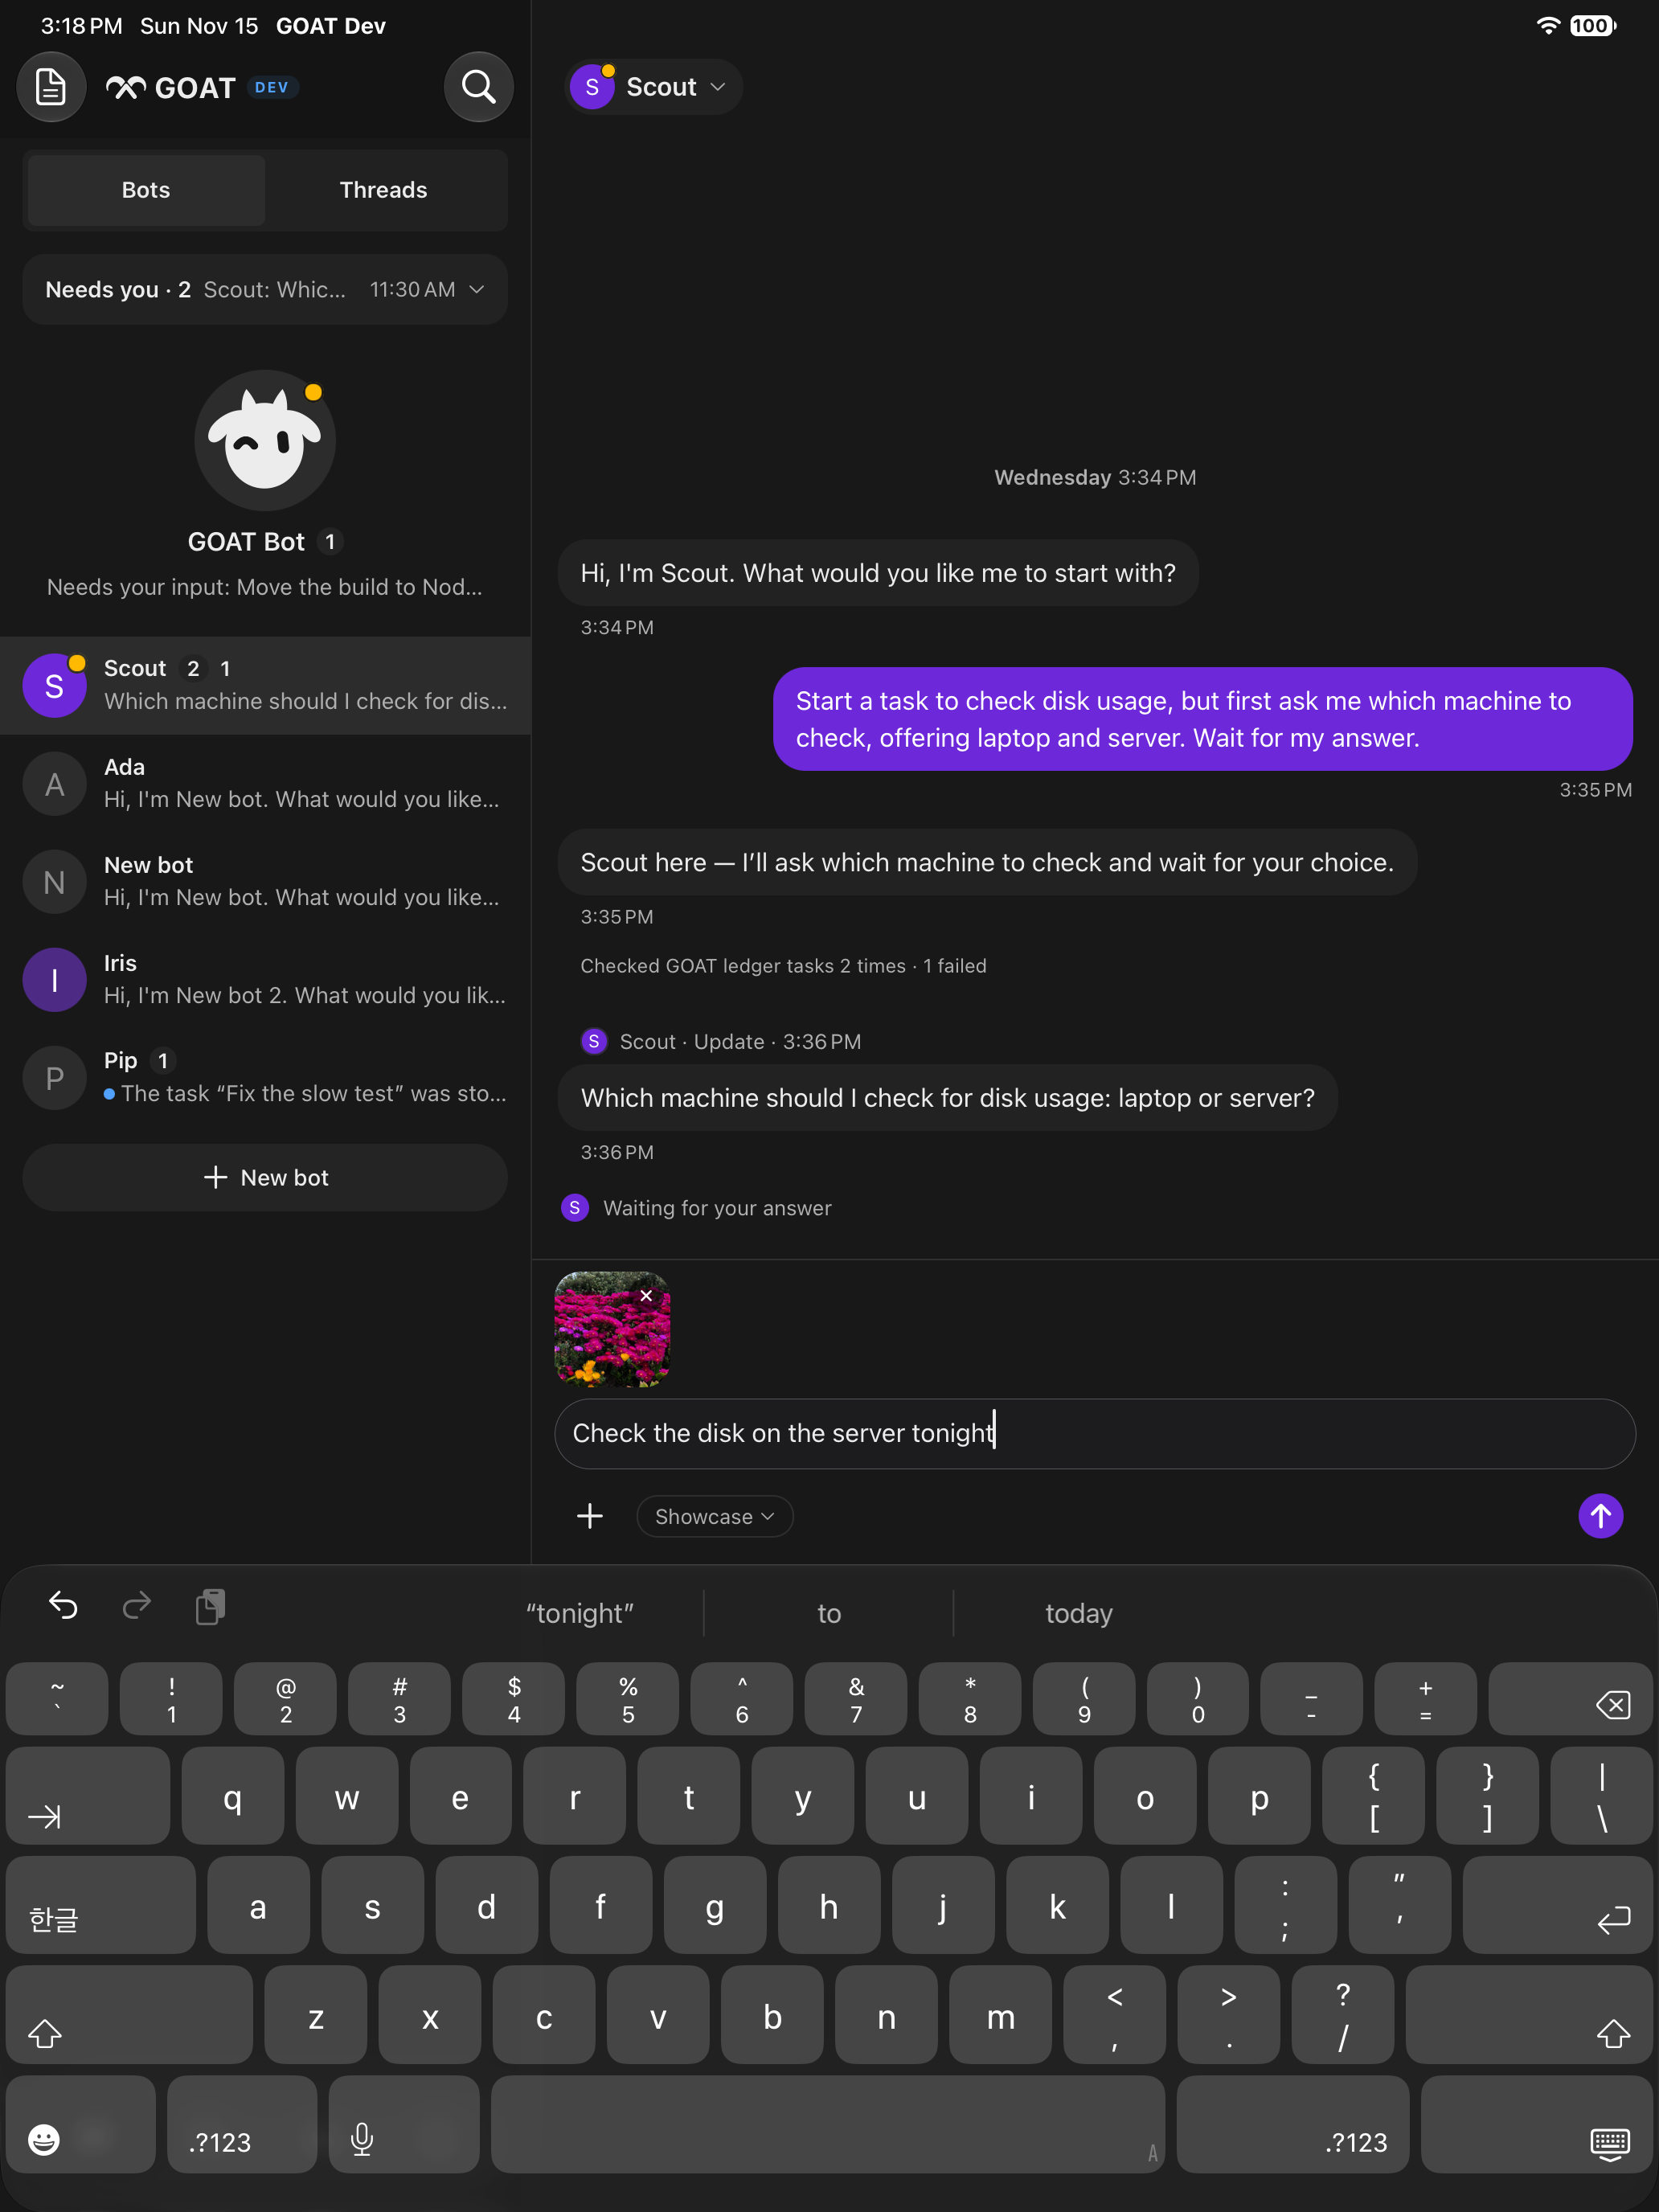 3:18 PM Sun Nov 15 GOAT Dev
100
GOAT DEV
Bots
Threads
Needs you · 2 Scout: Whic... 11:30 AM
GOAT Bot 1
Needs your input: Move the build to Nod...
Scout 2 1
Which machine should I check for dis...
A
Ada
Hi, I'm New bot. What would you like...
N
New bot
Hi, I'm New bot. What would you like...
I
Iris
Hi, I'm New bot 2. What would you lik...
P
Pip 1
The task “Fix the slow test” was sto...
New bot
S Scout
Wednesday 3:34 PM
Hi, I'm Scout. What would you like me to start with?
3:34 PM
Start a task to check disk usage, but first ask me which machine to
check, offering laptop and server. Wait for my answer.
3:35 PM
Scout here — I’ll ask which machine to check and wait for your choice.
3:35 PM
Checked GOAT ledger tasks 2 times · 1 failed
S Scout · Update · 3:36 PM
Which machine should I check for disk usage: laptop or server?
3:36 PM
S Waiting for your answer
Check the disk on the server tonight
Showcase
“tonight” to today
~ ! @ # $ % ^ & * ( ) _ +
` 1 2 3 4 5 6 7 8 9 0 - =
q w e r t y u i o p { } |
[ ] \
한글 a s d f g h j k l : "
; '
z x c v b n m < > ?
, . /
.?123 A .?123